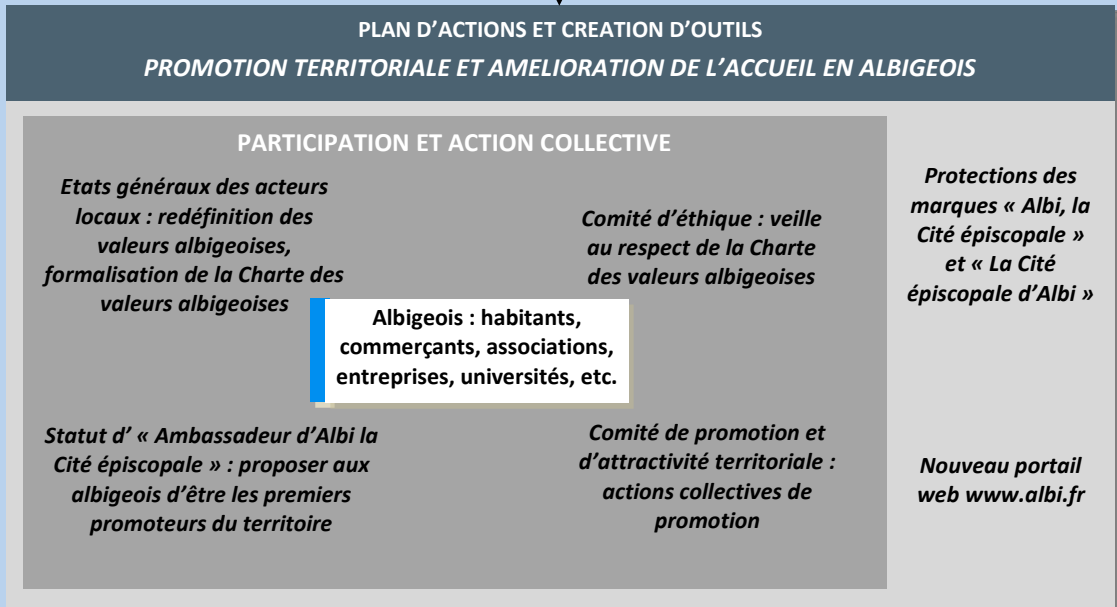 PLAN D’ACTIONS ET CREATION D’OUTILS
PROMOTION TERRITORIALE ET AMELIORATION DE L’ACCUEIL EN ALBIGEOIS
PARTICIPATION ET ACTION COLLECTIVE
Etats généraux des acteurs
locaux : redéfinition des
valeurs albigeoises,
formalisation de la Charte des
valeurs albigeoises
Comité d’éthique : veille
au respect de la Charte
des valeurs albigeoises
Albigeois : habitants,
commerçants, associations,
entreprises, universités, etc.
Statut d’ « Ambassadeur d’Albi la
Cité épiscopale » : proposer aux
albigeois d’être les premiers
promoteurs du territoire
Comité de promotion et
d’attractivité territoriale :
actions collectives de
promotion
Protections des
marques « Albi, la
Cité épiscopale »
et « La Cité
épiscopale d’Albi »
Nouveau portail
web www.albi.fr